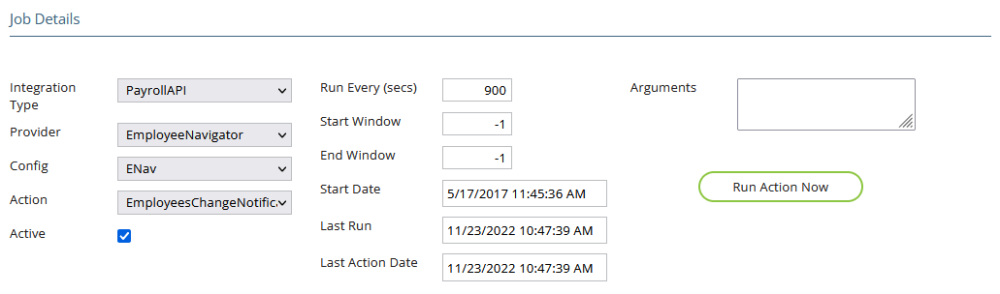 Job Details
Integration Type
PayrollAPI
Provider
EmployeeNavigator
Config
ENav
Action
EmployeesChangeNotific
Active
Run Every (secs)
900
Start Window
-1
End Window
-1
Start Date
5/17/2017 11:45:36 AM
Last Run
11/23/2022 10:47:39 AM
Last Action Date
11/23/2022 10:47:39 AM
Arguments
Run Action Now